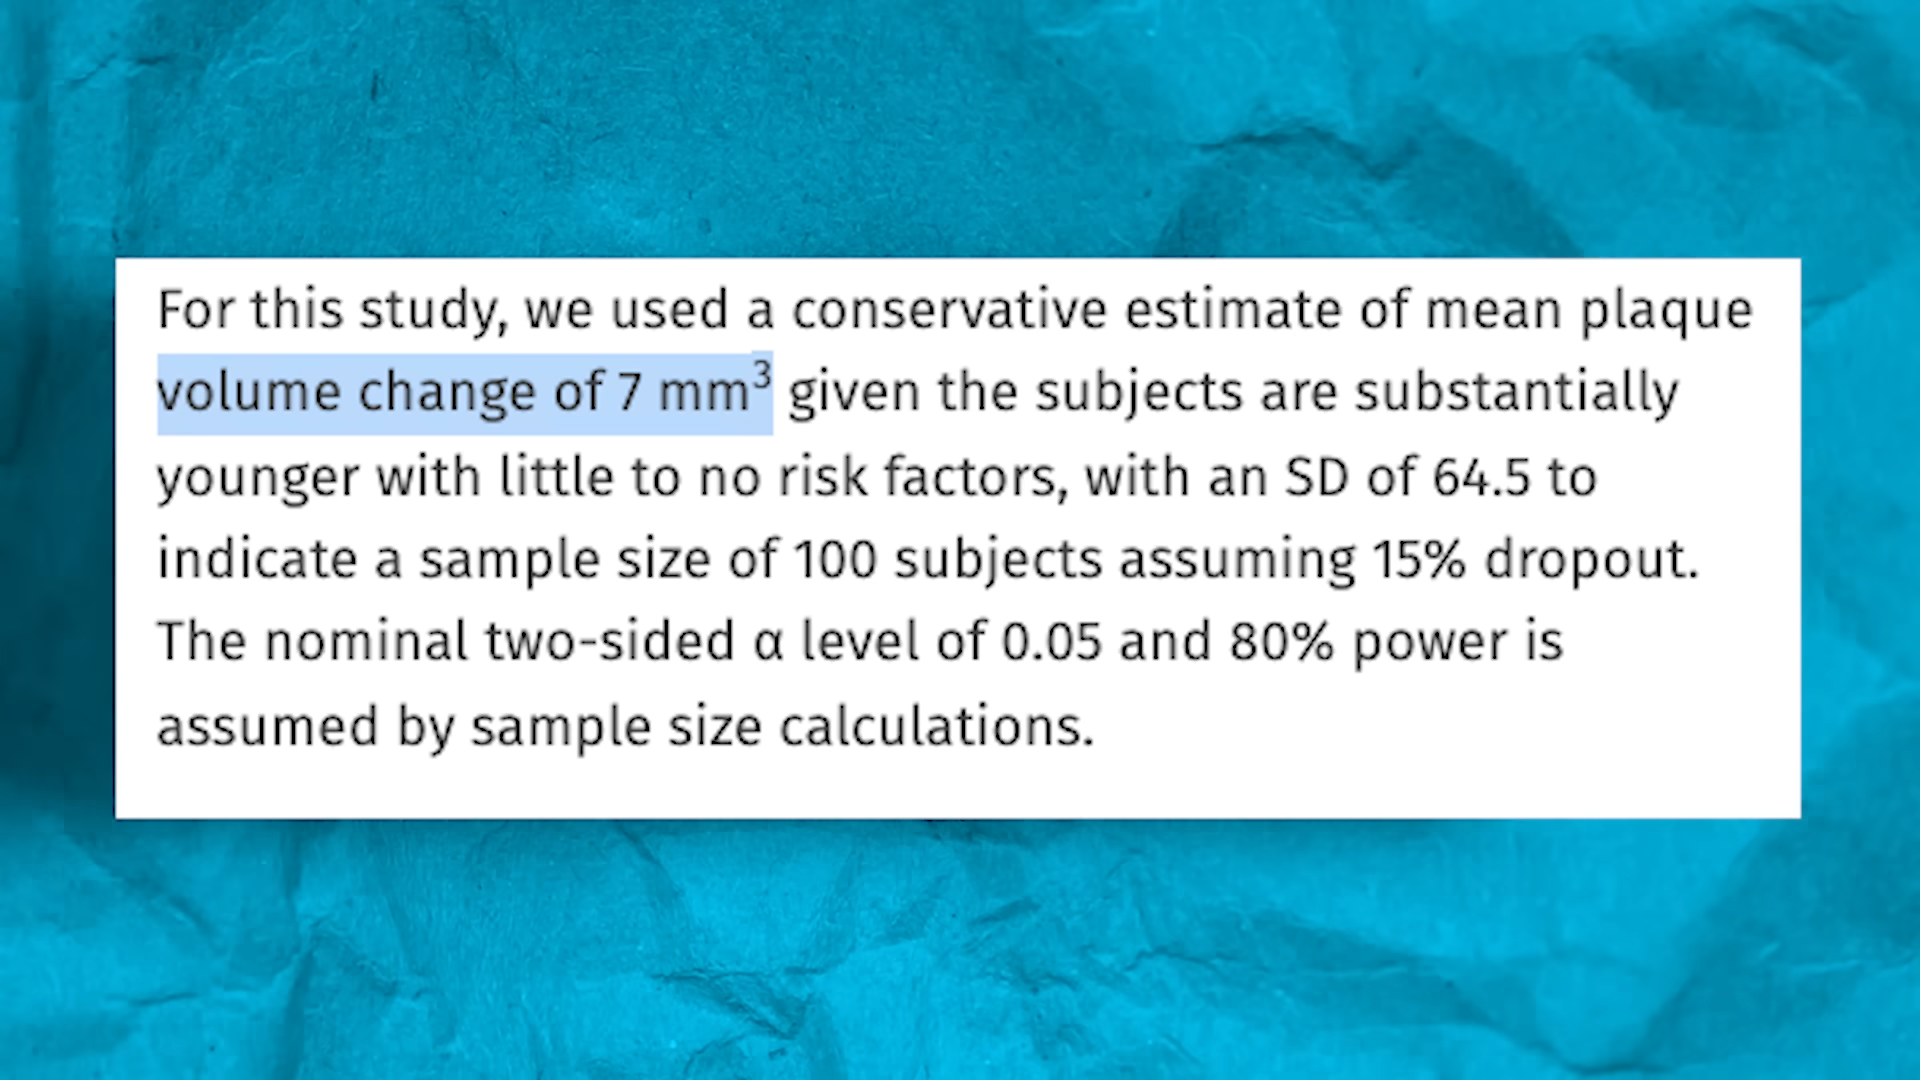 For this study, we used a conservative estimate of mean plaque
volume change of 7 mm³ given the subjects are substantially
younger with little to no risk factors, with an SD of 64.5 to
indicate a sample size of 100 subjects assuming 15% dropout.
The nominal two-sided α level of 0.05 and 80% power is
assumed by sample size calculations.